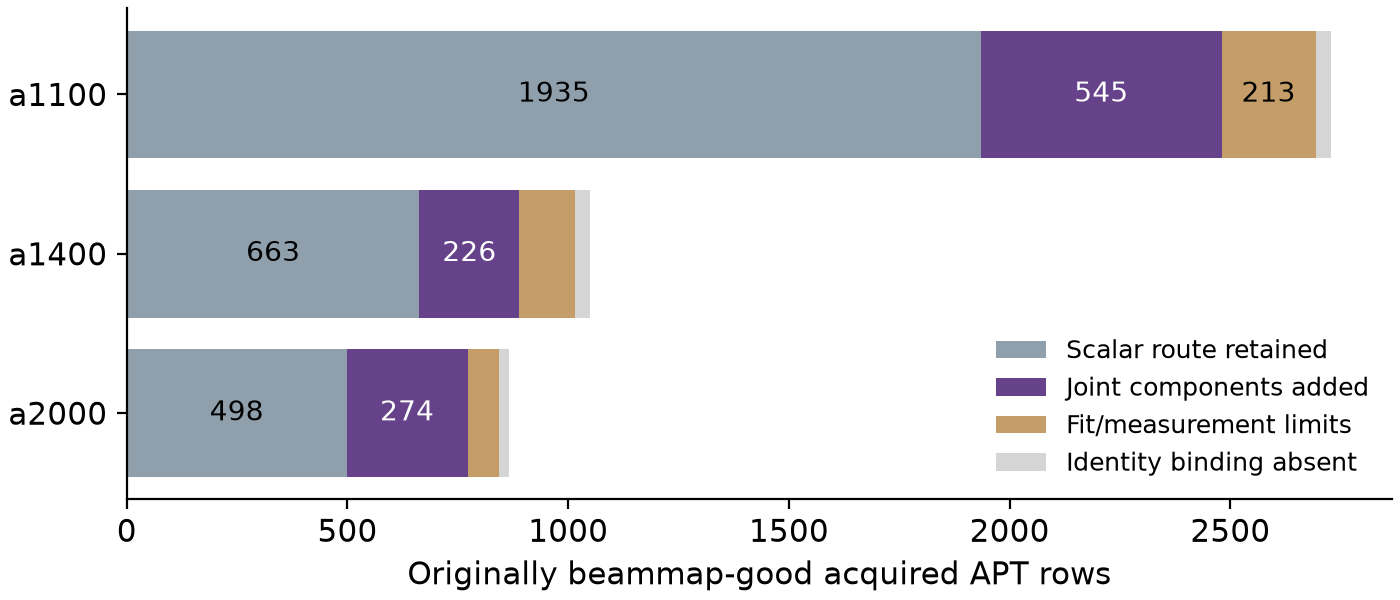 a1100
1935
545
213
a1400
663
226
a2000
498
274
Scalar route retained
Joint components added
Fit/measurement limits
Identity binding absent
0 500 1000 1500 2000 2500
Originally beammap-good acquired APT rows